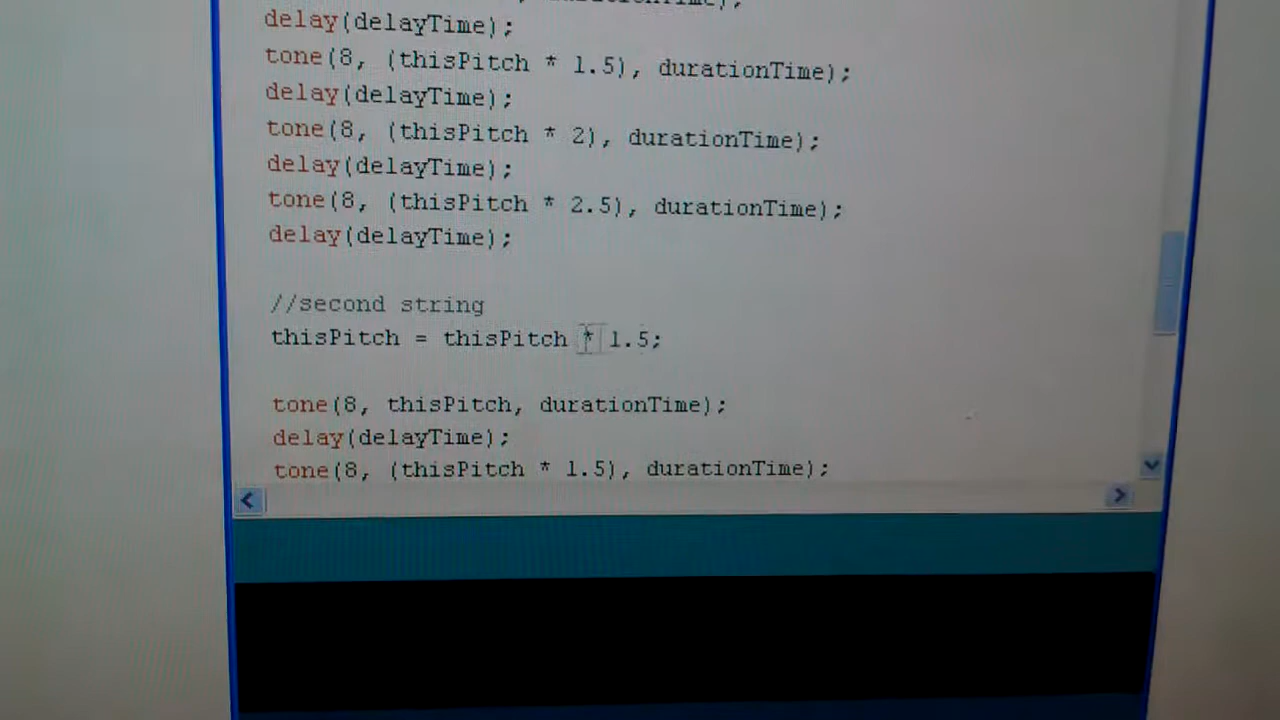 delay(delayTime);
tone(8, (thisPitch * 1.5), durationTime);
delay(delayTime);
tone(8, (thisPitch * 2), durationTime);
delay(delayTime);
tone(8, (thisPitch * 2.5), durationTime);
delay(delayTime);
//second string
thisPitch = thisPitch * 1.5;
tone(8, thisPitch, durationTime);
delay(delayTime);
tone(8, (thisPitch * 1.5), durationTime);